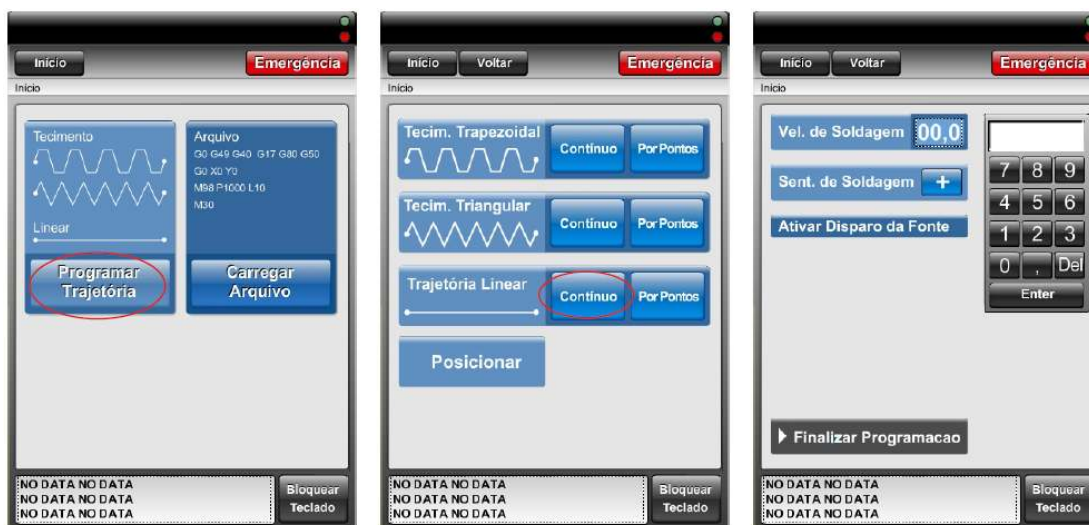 Início
Emergência
Início
Tecimento
Linear
Programar
Trajetória
Arquivo
G0 G49 G40 G17 G80 G50
G0 X0 Y0
M98 P1000 L10
M30
Carregar
Arquivo
NO DATA NO DATA
NO DATA NO DATA
NO DATA NO DATA
Bloquear
Teclado
Início
Voltar
Emergência
Início
Tecim. Trapezoidal
Contínuo
Por Pontos
Tecim. Triangular
Contínuo
Por Pontos
Trajetória Linear
Contínuo
Por Pontos
Posicionar
NO DATA NO DATA
NO DATA NO DATA
NO DATA NO DATA
Bloquear
Teclado
Início
Voltar
Emergência
Início
Vel. de Soldagem 00,0
Sent. de Soldagem +
Ativar Disparo da Fonte
7 8 9
4 5 6
1 2 3
0 , Del
Enter
Finalizar Programacao
NO DATA NO DATA
NO DATA NO DATA
NO DATA NO DATA
Bloquear
Teclado